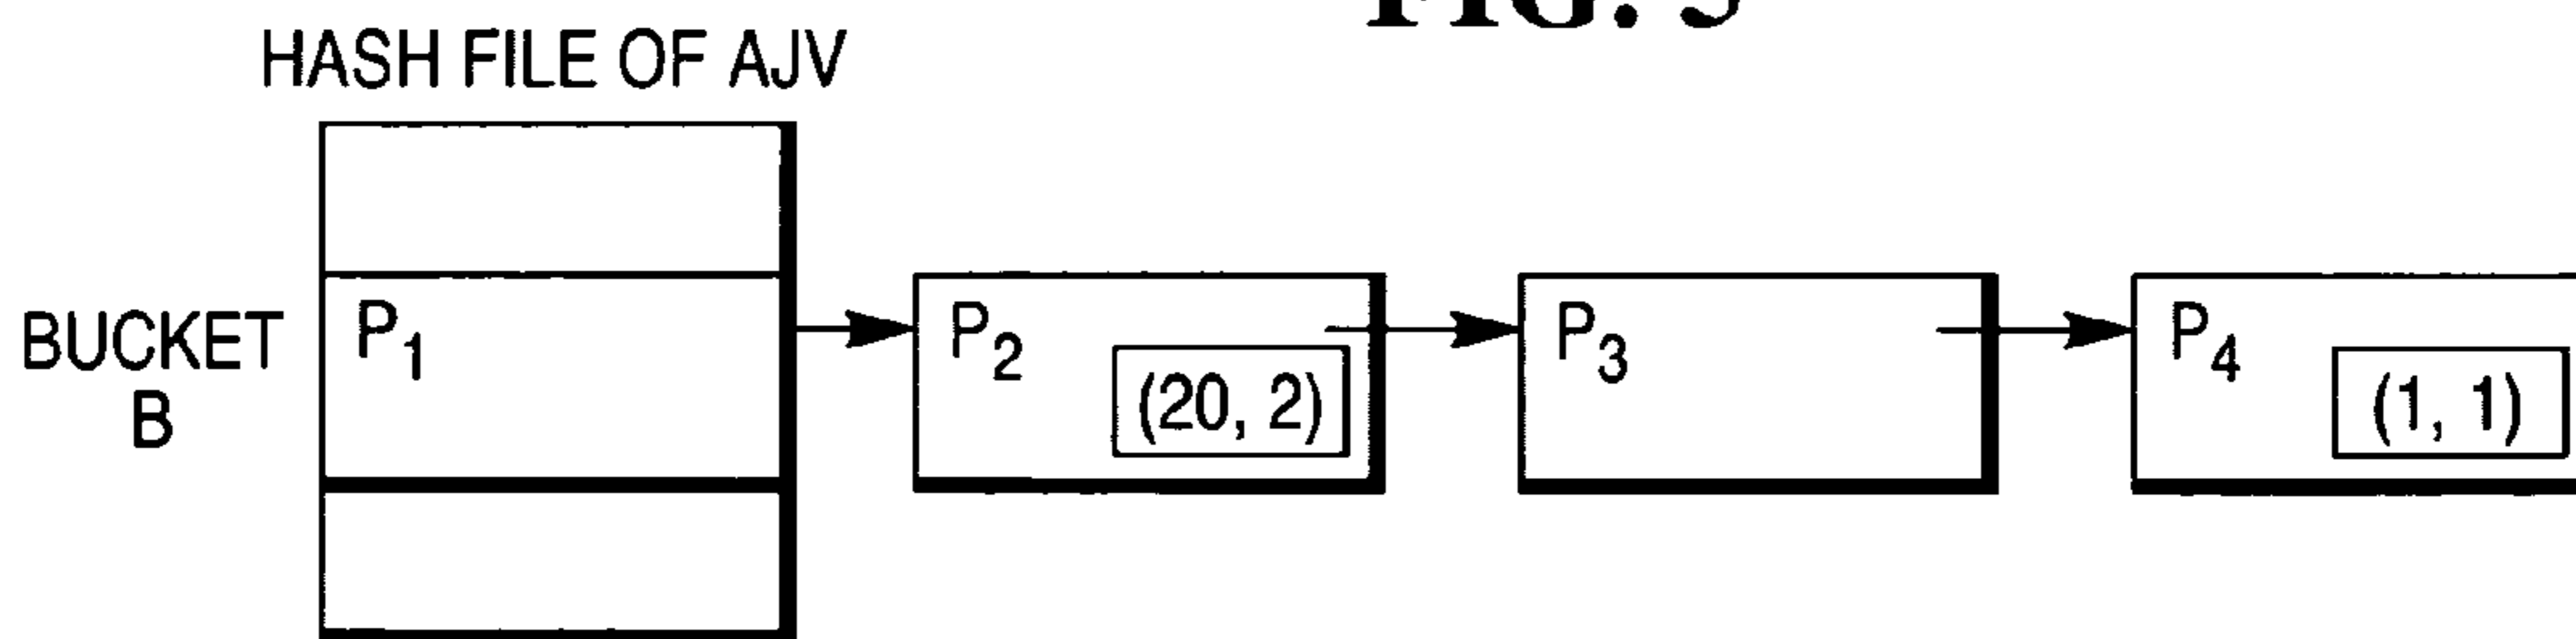 HASH FILE OF AJV
BUCKET
B
P1
P2
(20, 2)
P3
P4
(1, 1)